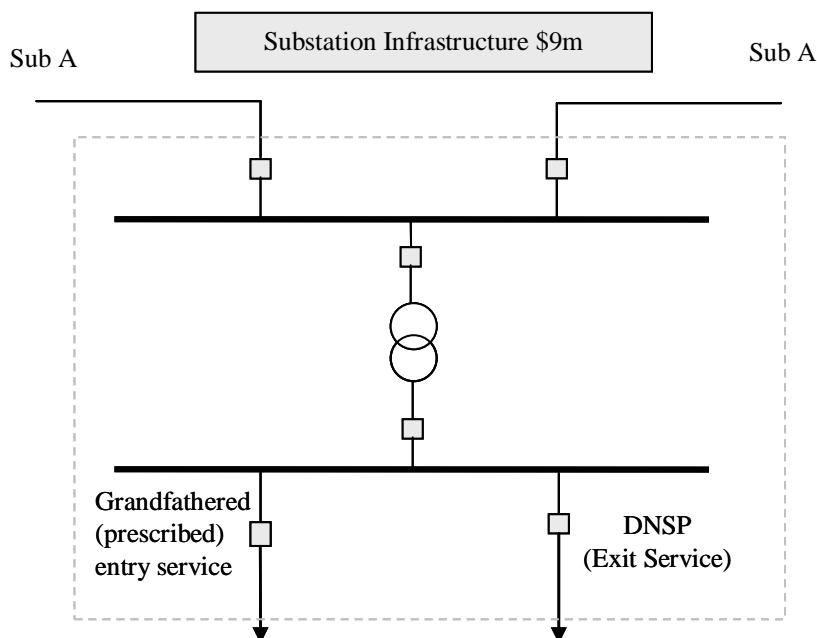 Substation Infrastructure $9m
Sub A
Sub A
Grandfathered
(prescribed)
entry service
DNSP
(Exit Service)